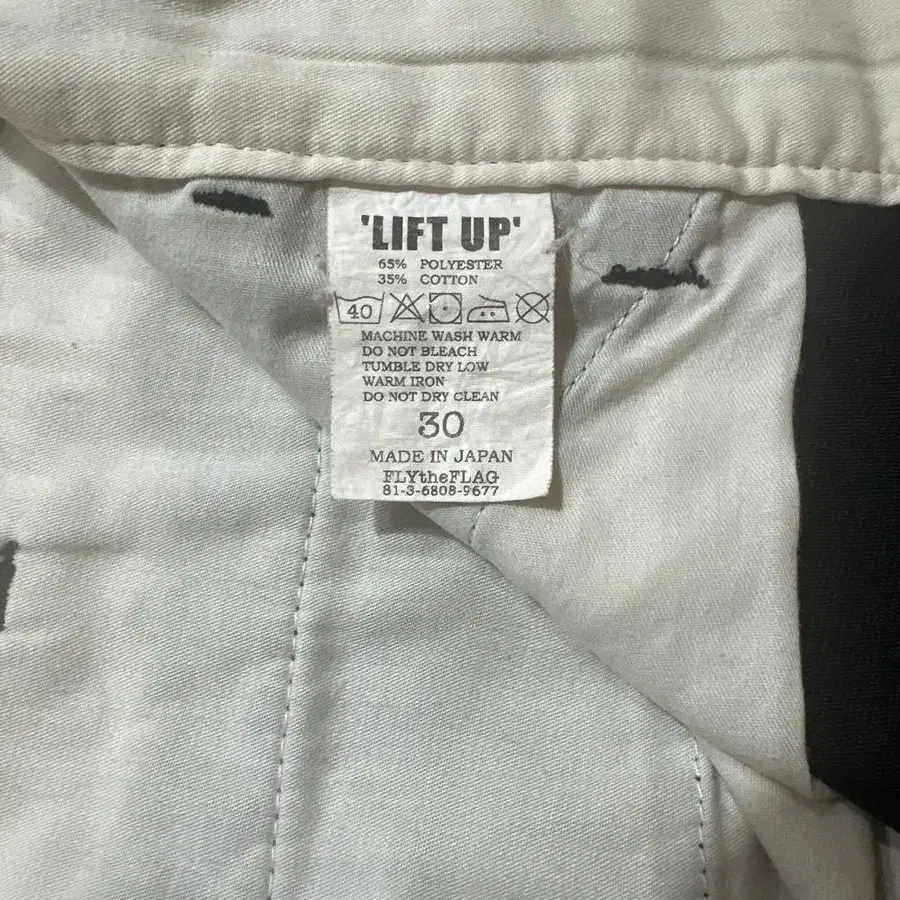 'LIFT UP'
65% POLYESTER
35% COTTON
40
MACHINE WASH WARM
DO NOT BLEACH
TUMBLE DRY LOW
WARM IRON
DO NOT DRY CLEAN
30
MADE IN JAPAN
FLYtheFLAG
81-3-6808-9677